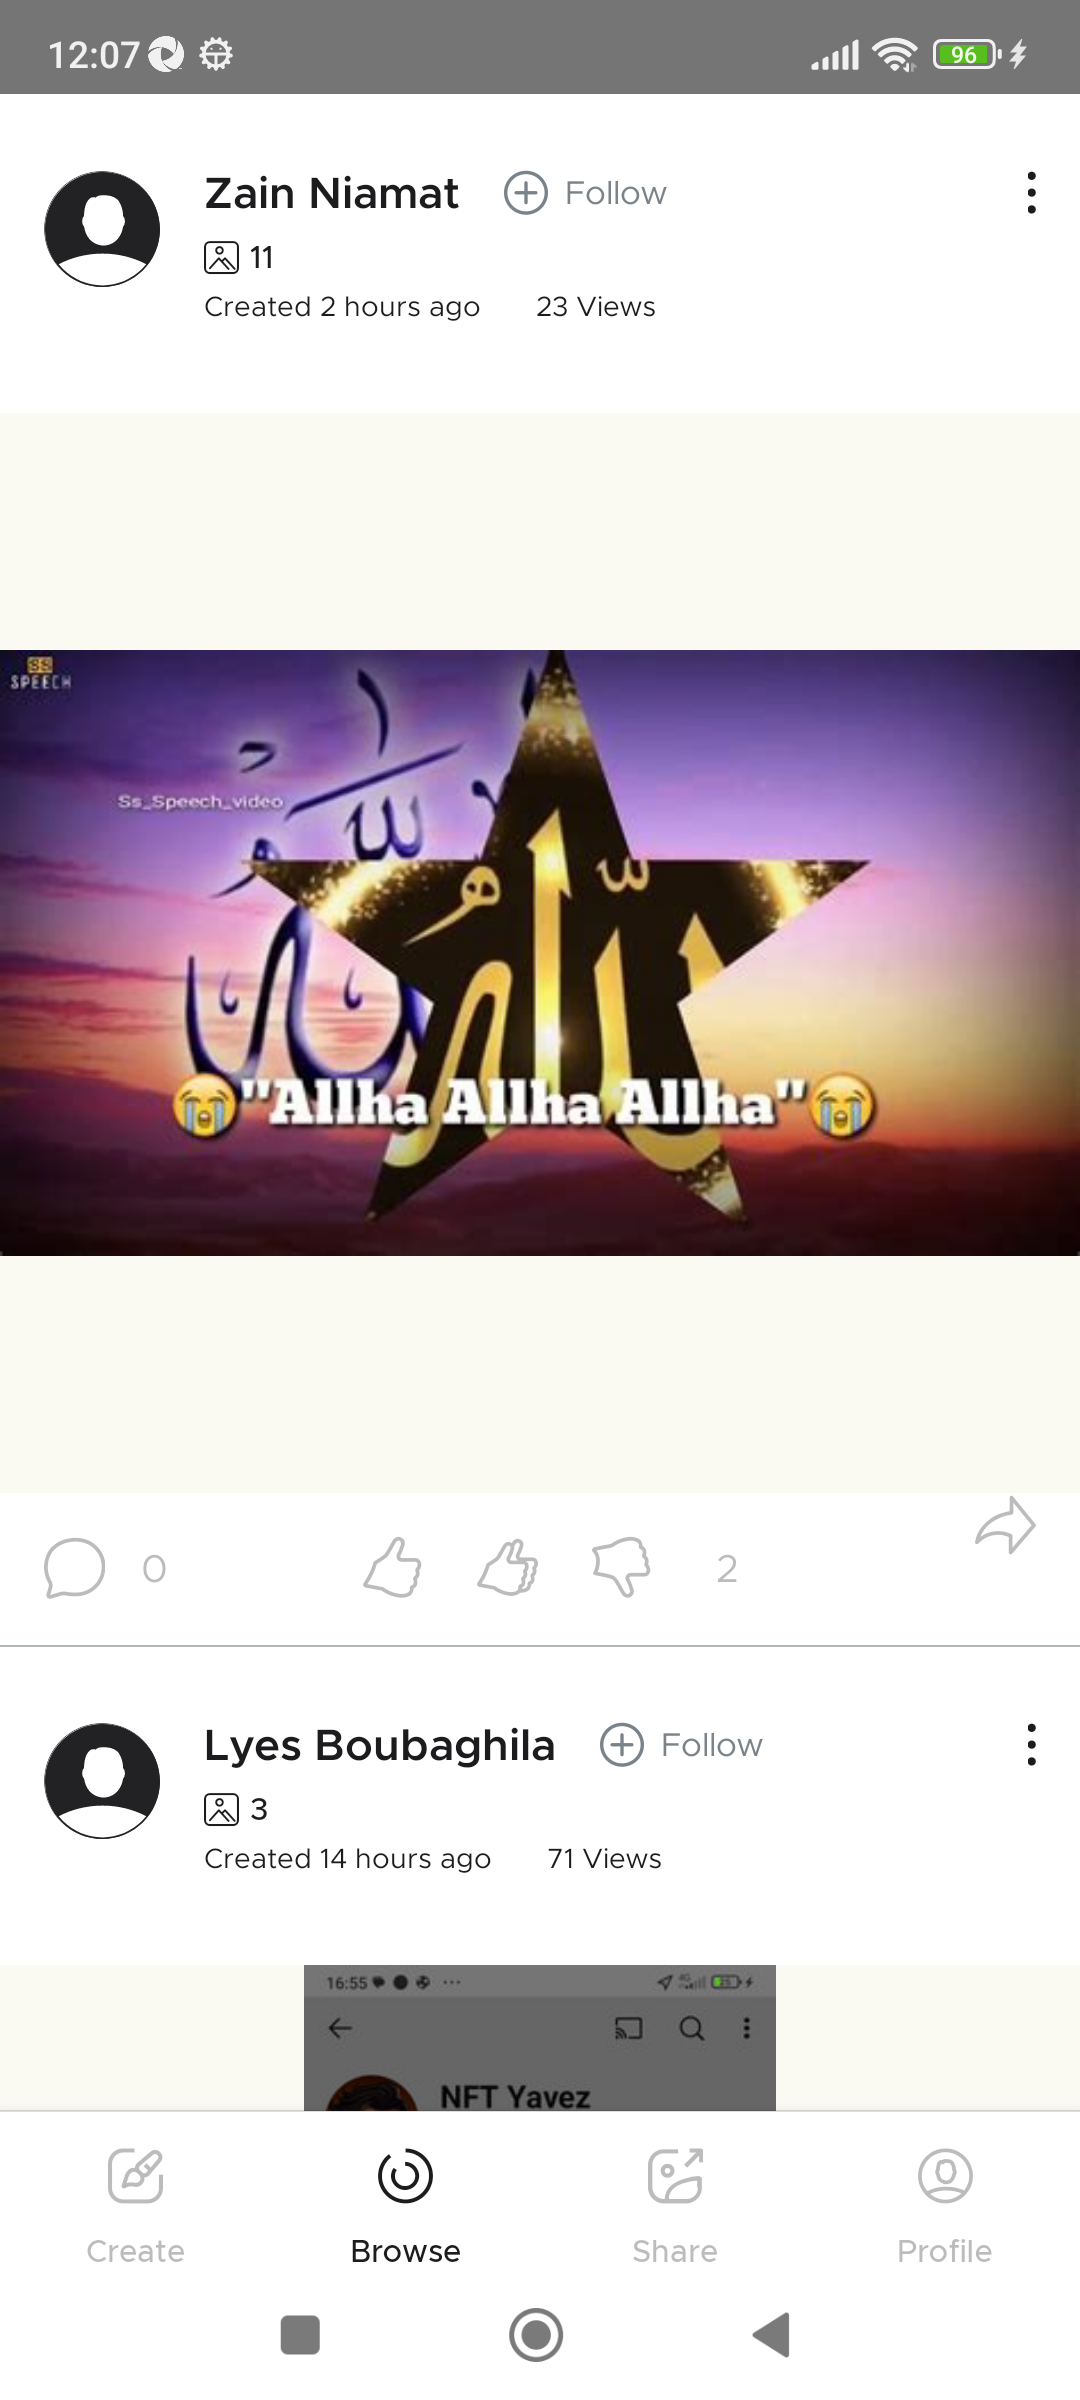 12:07
96
Zain Niamat
Follow
11
Created 2 hours ago 23 Views
SS
SPEECH
Ss_Speech_video
الله
"Allha Allha Allha"
0
2
Lyes Boubaghila
Follow
3
Created 14 hours ago 71 Views
16:55
NFT Yavez
Create Browse Share Profile